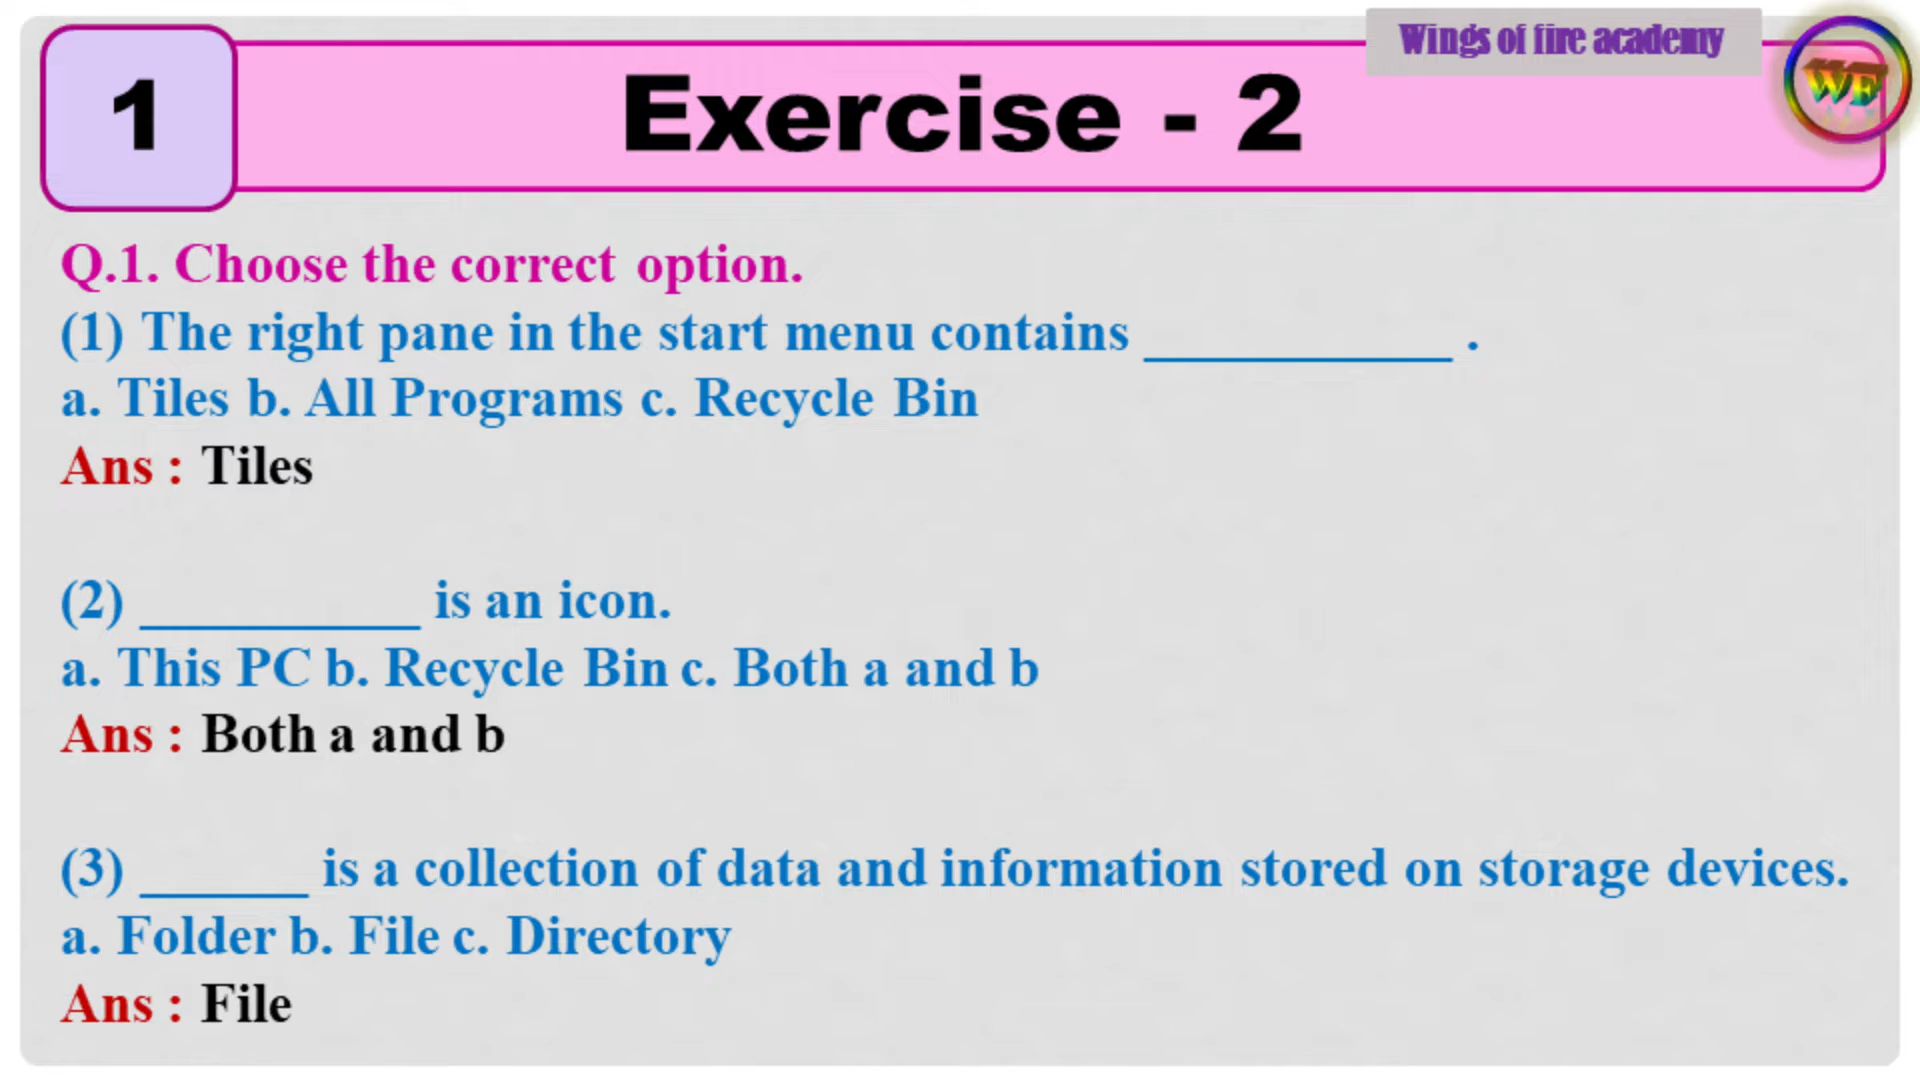 Wings of fire academy
WF
1
Exercise - 2
Q.1. Choose the correct option.
(1) The right pane in the start menu contains ___________ .
a. Tiles b. All Programs c. Recycle Bin
Ans : Tiles
(2) __________ is an icon.
a. This PC b. Recycle Bin c. Both a and b
Ans : Both a and b
(3) ______ is a collection of data and information stored on storage devices.
a. Folder b. File c. Directory
Ans : File